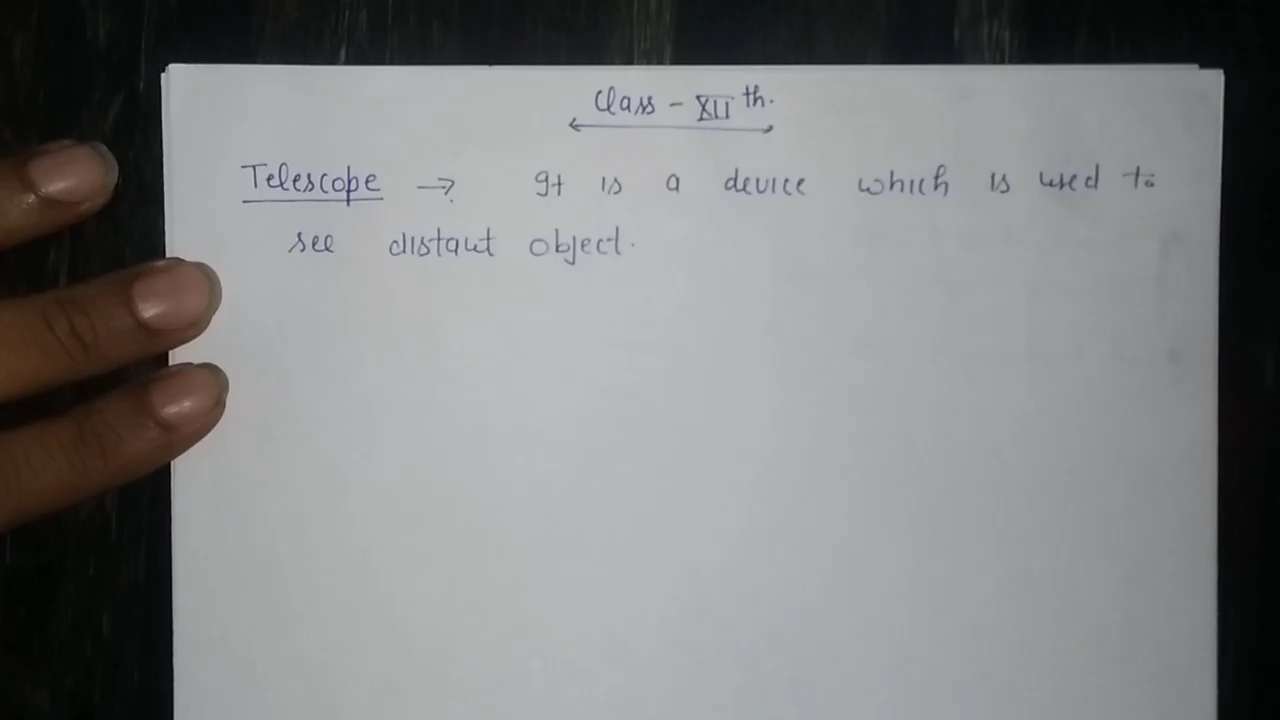 Class - XII th.
Telescope → It is a device which is used to
see distant object.